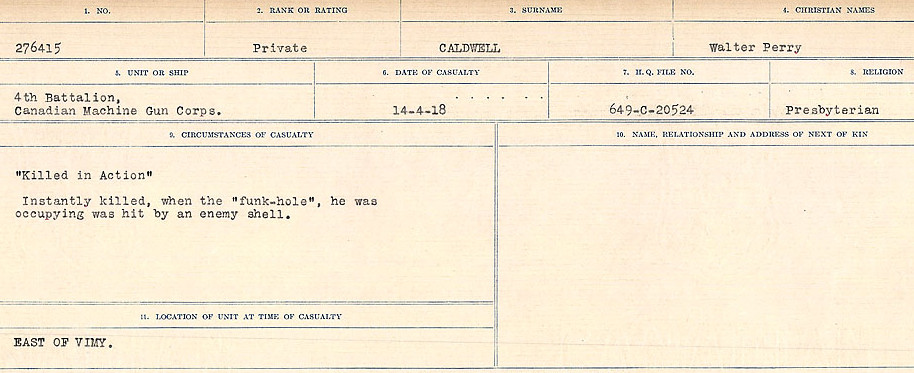 1. NO.
2. RANK OR RATING
3. SURNAME
4. CHRISTIAN NAMES
276415
Private
CALDWELL
Walter Perry
5. UNIT OR SHIP
6. DATE OF CASUALTY
7. H.Q. FILE NO.
8. RELIGION
4th Battalion,
Canadian Machine Gun Corps.
14-4-18
649-C-20524
Presbyterian
9. CIRCUMSTANCES OF CASUALTY
10. NAME, RELATIONSHIP AND ADDRESS OF NEXT OF KIN
"Killed in Action"
Instantly killed, when the "funk-hole", he was
occupying was hit by an enemy shell.
11. LOCATION OF UNIT AT TIME OF CASUALTY
EAST OF VIMY.